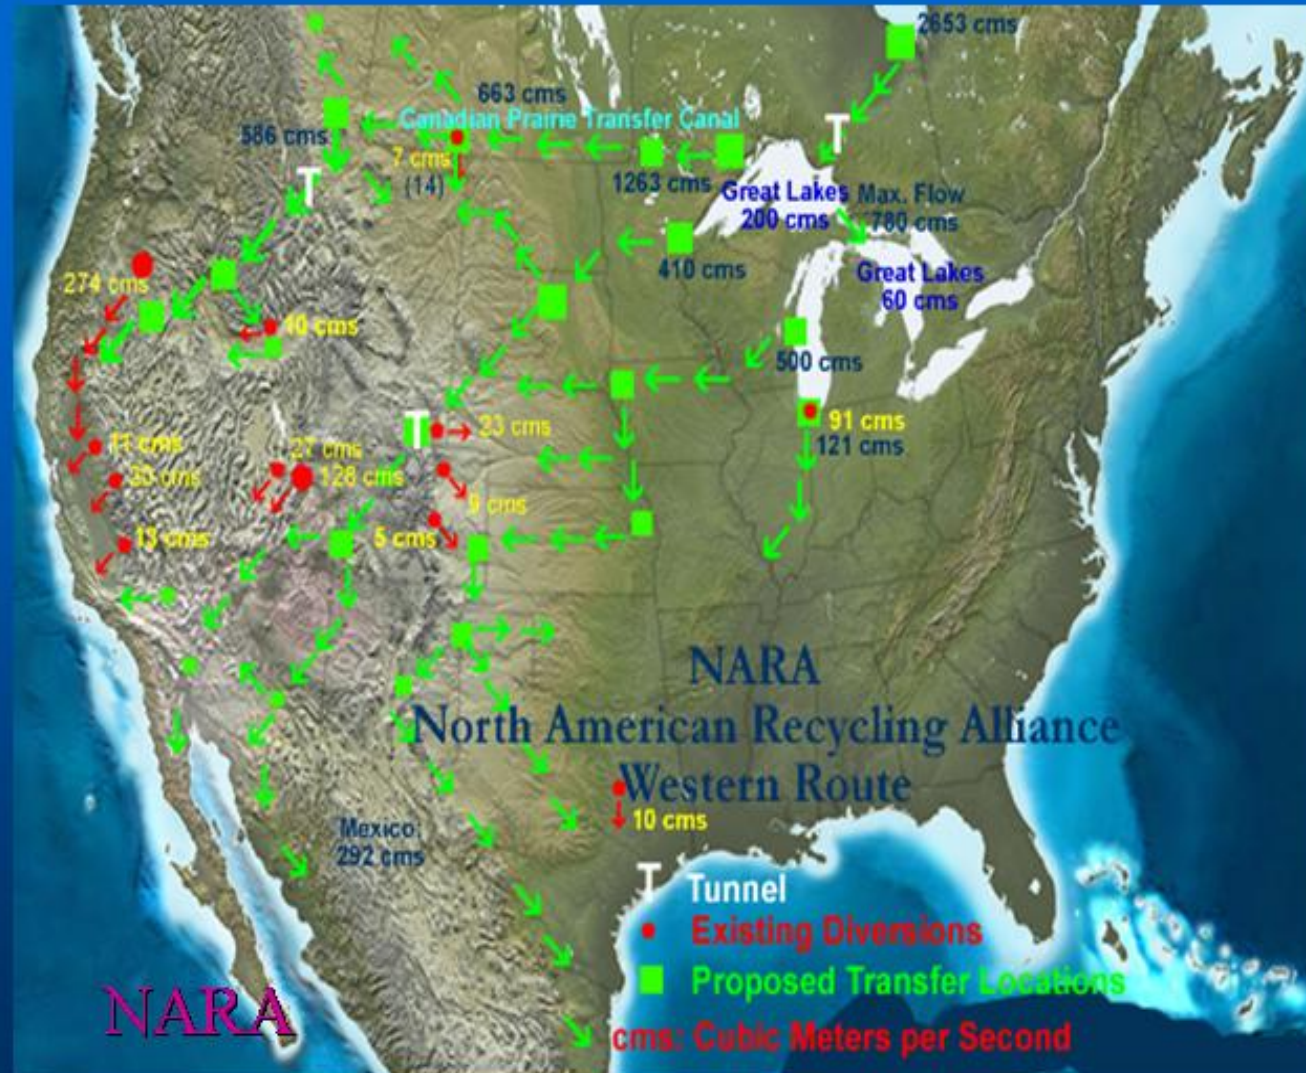 2653 cms
663 cms
Canadian Prairie Transfer Canal
T
586 cms
7 cms
(14)
T
1263 cms
Great Lakes
200 cms
Max. Flow
780 cms
410 cms
Great Lakes
60 cms
274 cms
10 cms
500 cms
T
23 cms
91 cms
121 cms
11 cms
27 cms
128 cms
30 cms
9 cms
13 cms
5 cms
NARA
North American Recycling Alliance
Western Route
10 cms
Mexico:
292 cms
T Tunnel
Existing Diversions
Proposed Transfer Locations
cms: Cubic Meters per Second
NARA